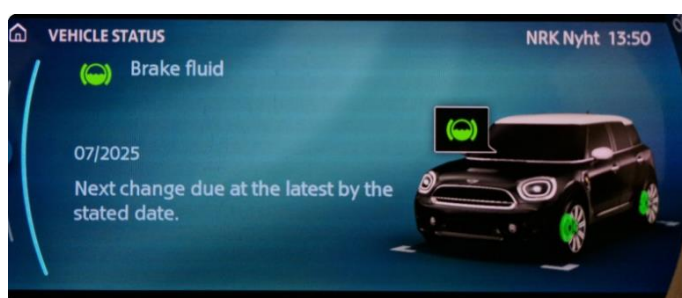 VEHICLE STATUS
NRK Nyht 13:50
Brake fluid
07/2025
Next change due at the latest by the
stated date.